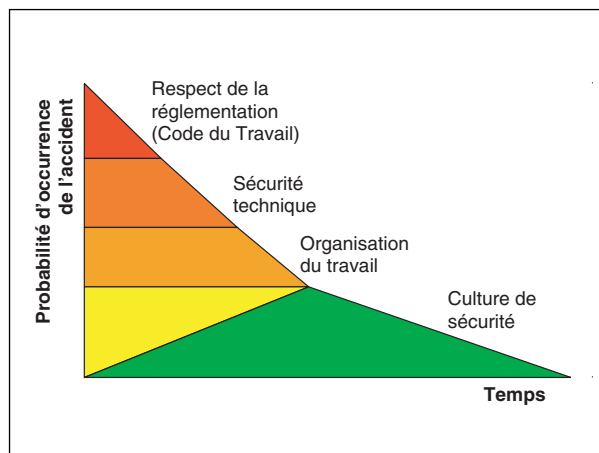 Respect de la
réglementation
(Code du Travail)
Sécurité
technique
Organisation
du travail
Culture de
sécurité
Probabilité d'occurrence
de l'accident
Temps